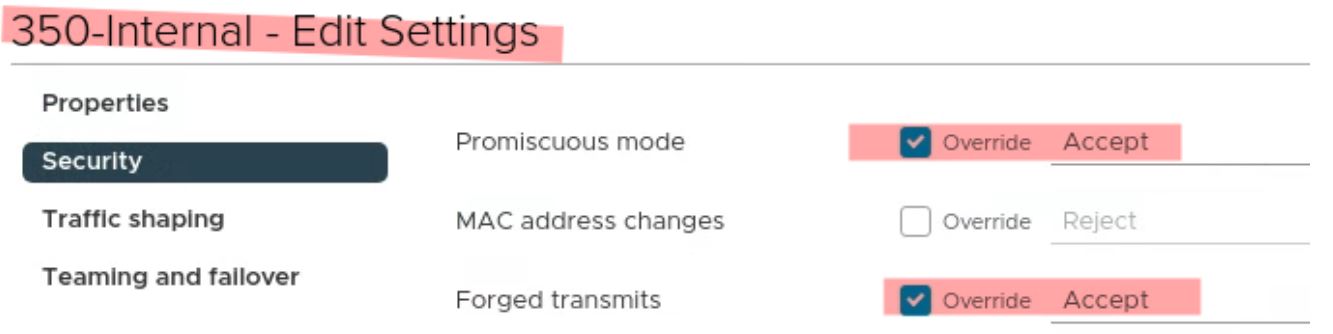 350-Internal - Edit Settings
Properties
Security
Traffic shaping
Teaming and failover
Promiscuous mode Override Accept
MAC address changes Override Reject
Forged transmits Override Accept